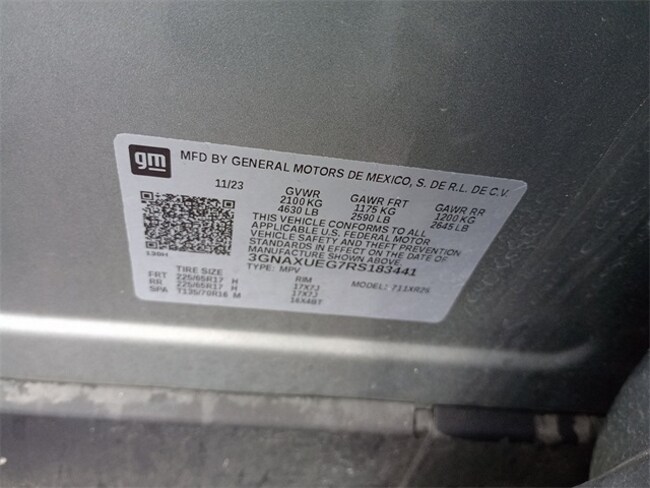 gm MFD BY GENERAL MOTORS DE MEXICO, S. DE R.L. DE C.V.
11/23 GVWR GAWR FRT GAWR RR
2100 KG 1175 KG 1200 KG
4630 LB 2590 LB 2645 LB
THIS VEHICLE CONFORMS TO ALL
APPLICABLE U.S. FEDERAL MOTOR
VEHICLE SAFETY AND THEFT PREVENTION
STANDARDS IN EFFECT ON THE DATE OF
MANUFACTURE SHOWN ABOVE.
3GNAXUEG7RS183441
TYPE: MPV MODEL: 711XR26
TIRE SIZE RIM
FRT 225/65R17 H 17X7J
RR 225/65R17 H 17X7J
SPA T135/70R16 M 16X4BT